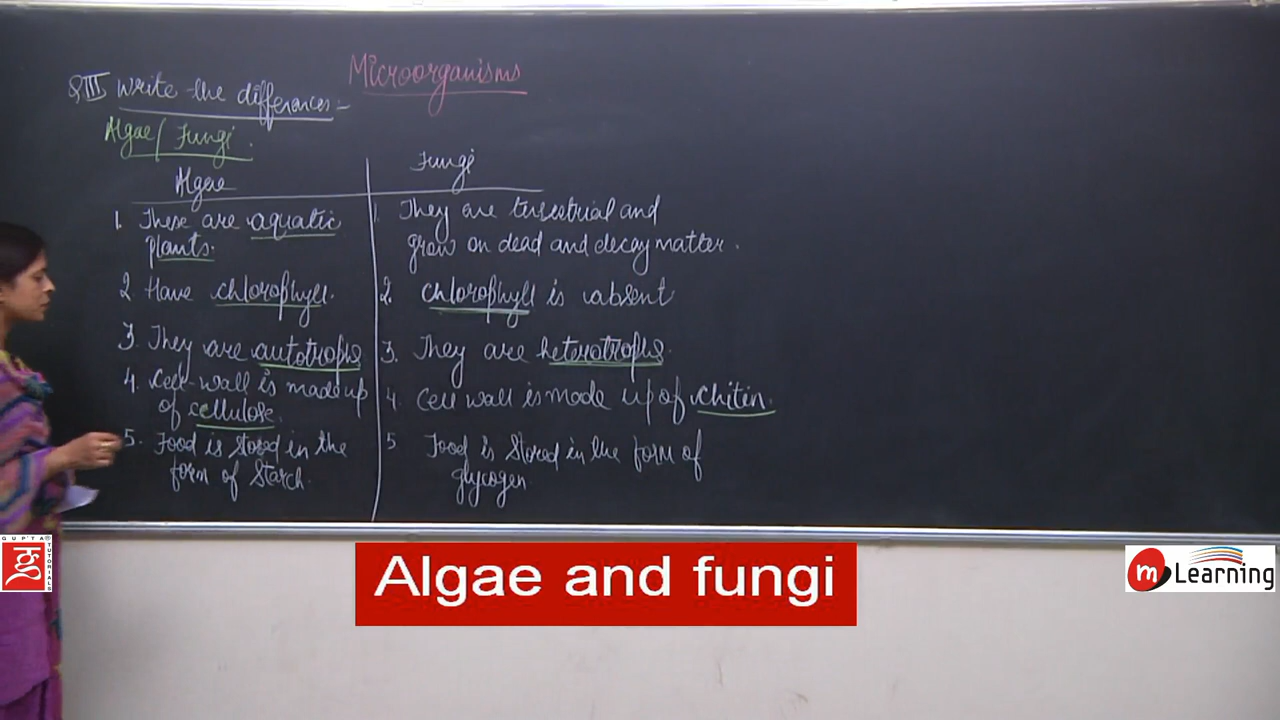 Microorganisms
QIII Write the differences:-
Algae/Fungi.
Algae
1. These are aquatic
plants.
2 Have chlorophyll.
3. They are autotrophs
4. Cell-wall is made up
of cellulose.
5. Food is stored in the
form of Starch.
Fungi
1. They are terrestrial and
grow on dead and decay matter.
2. chlorophyll is absent
3. They are heterotrophs.
4. Cell wall is made up of chitin.
5 Food is stored in the form of
glycogen
GUPTA
TUTORIALS
Algae and fungi
m Learning